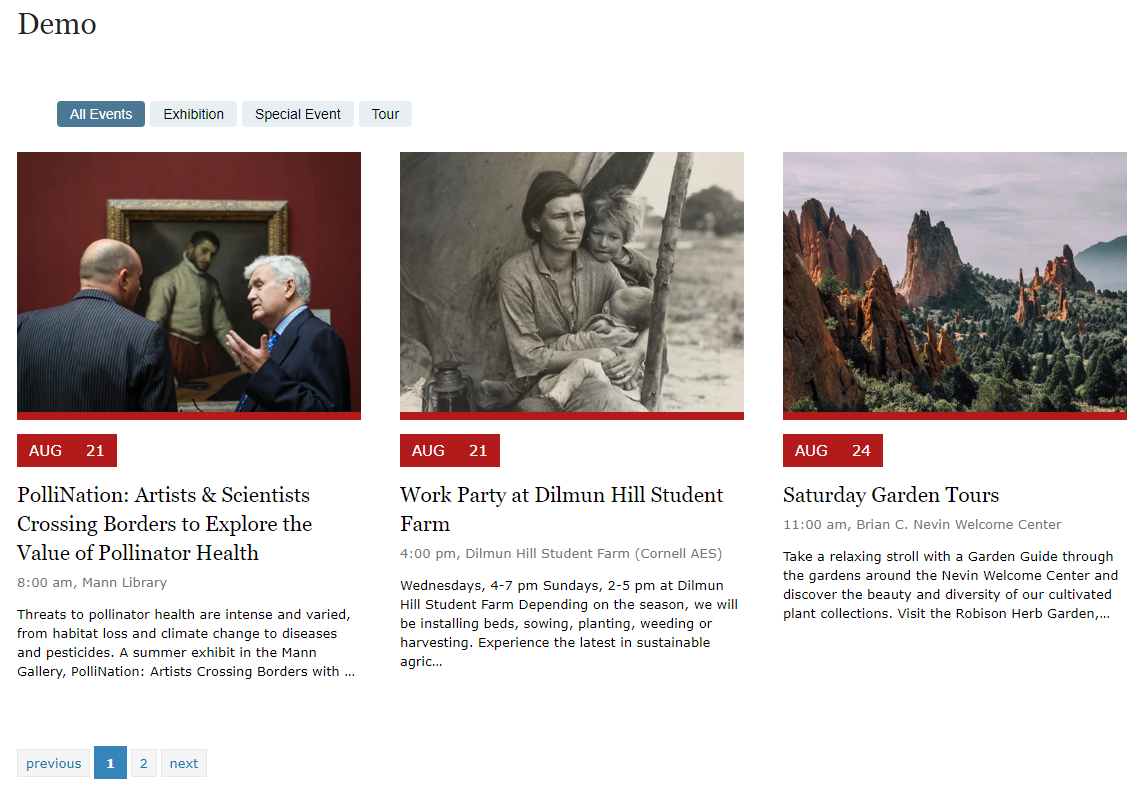 Demo
All Events Exhibition Special Event Tour
AUG 21
PolliNation: Artists & Scientists
Crossing Borders to Explore the
Value of Pollinator Health
8:00 am, Mann Library
Threats to pollinator health are intense and varied,
from habitat loss and climate change to diseases
and pesticides. A summer exhibit in the Mann
Gallery, PolliNation: Artists Crossing Borders with ...
AUG 21
Work Party at Dilmun Hill Student
Farm
4:00 pm, Dilmun Hill Student Farm (Cornell AES)
Wednesdays, 4-7 pm Sundays, 2-5 pm at Dilmun
Hill Student Farm Depending on the season, we will
be installing beds, sowing, planting, weeding or
harvesting. Experience the latest in sustainable
agric...
AUG 24
Saturday Garden Tours
11:00 am, Brian C. Nevin Welcome Center
Take a relaxing stroll with a Garden Guide through
the gardens around the Nevin Welcome Center and
discover the beauty and diversity of our cultivated
plant collections. Visit the Robison Herb Garden,...
previous 1 2 next